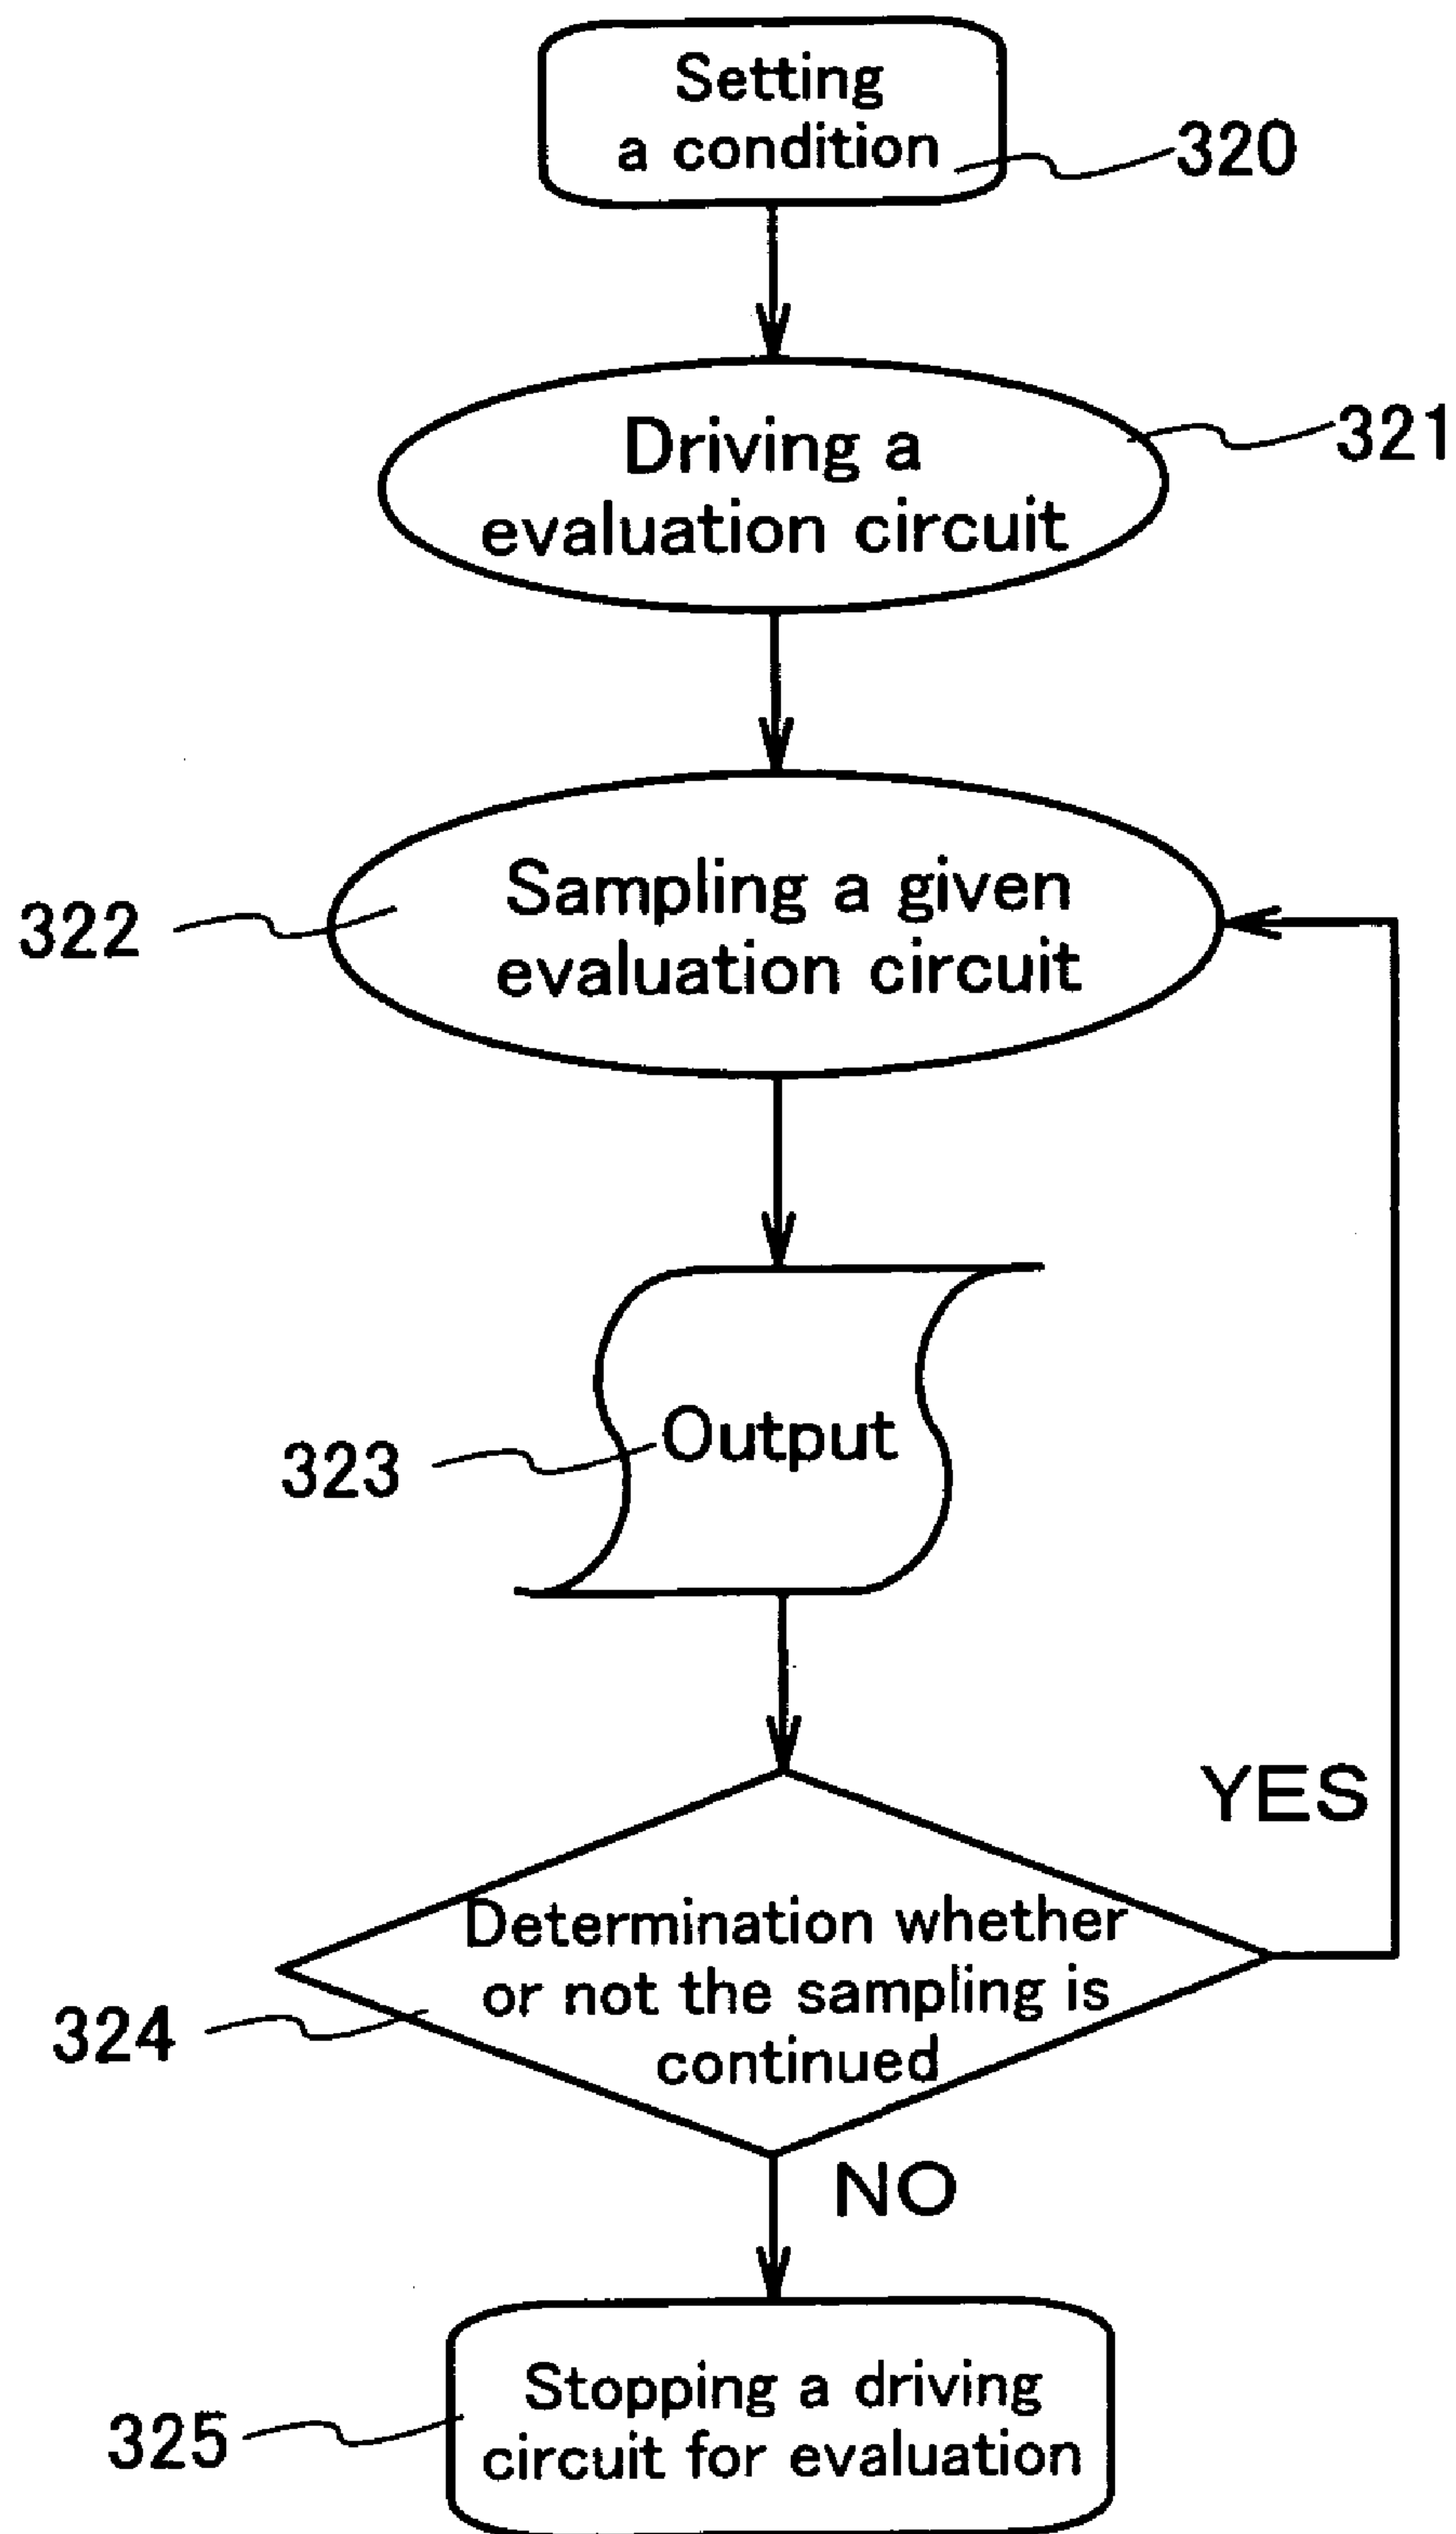 Setting
a condition
320
Driving a
evaluation circuit
321
Sampling a given
evaluation circuit
322
Output
323
YES
Determination whether
or not the sampling is
continued
324
NO
Stopping a driving
circuit for evaluation
325